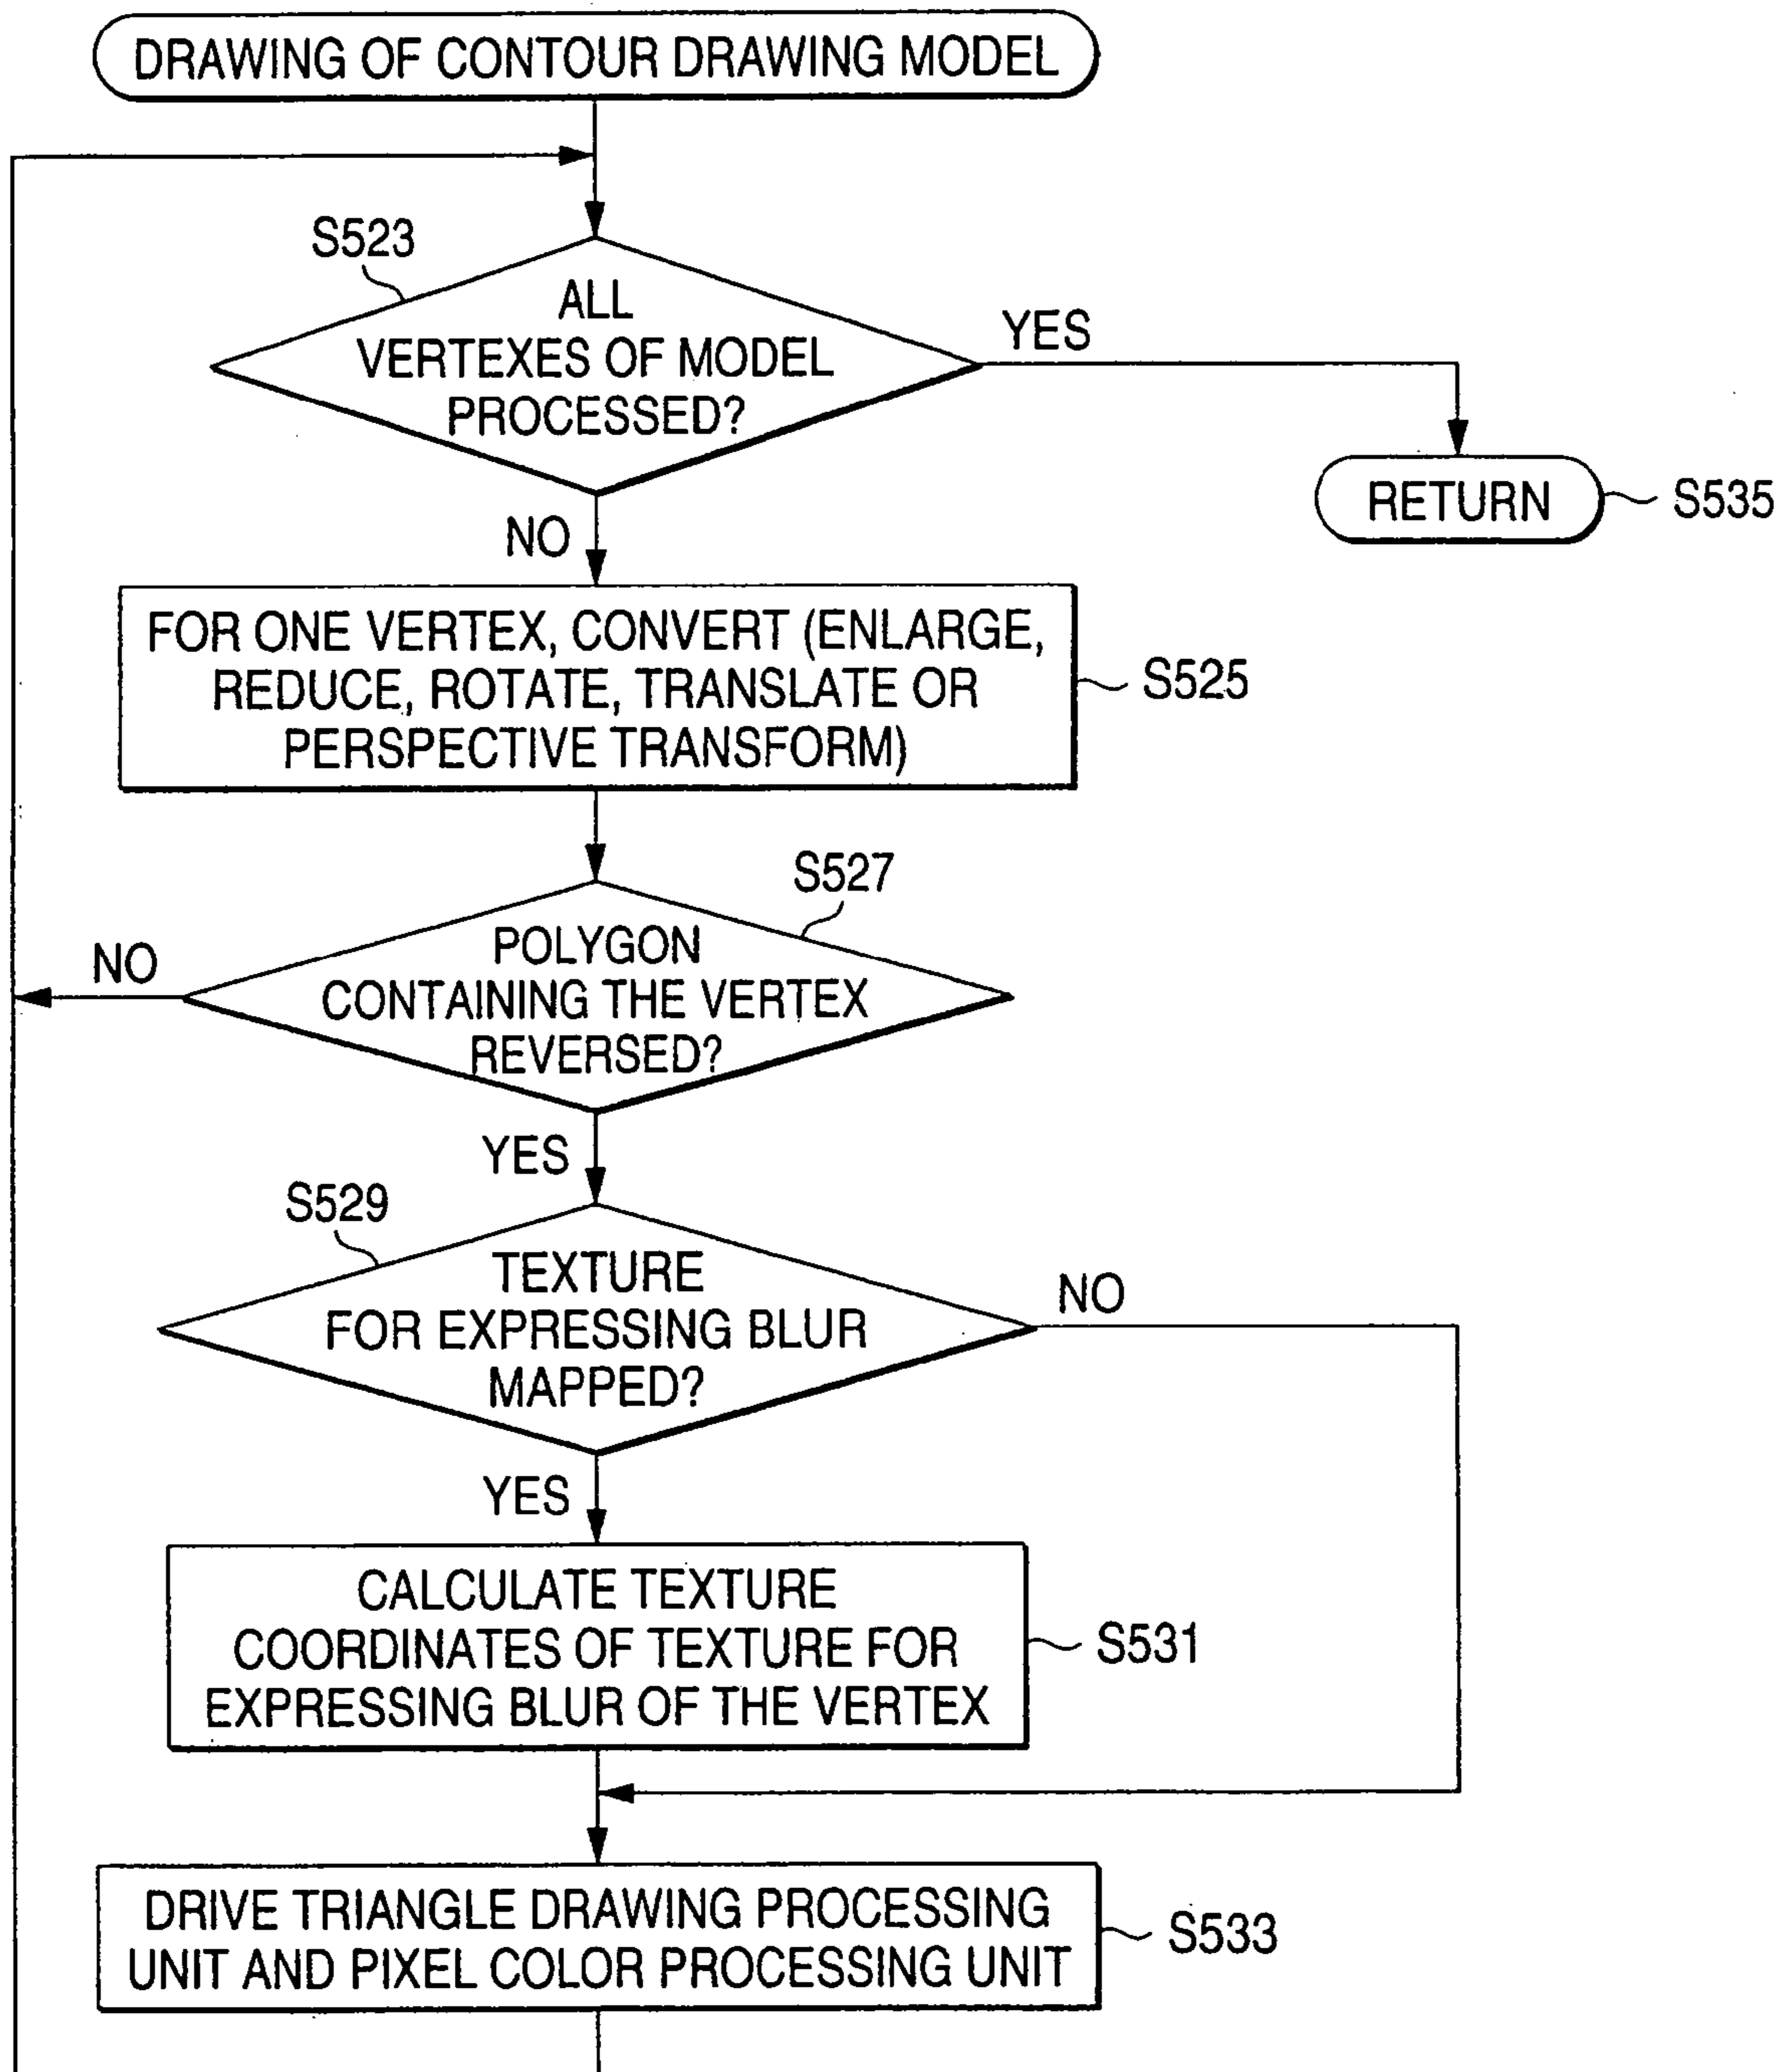 DRAWING OF CONTOUR DRAWING MODEL
S523
ALL
VERTEXES OF MODEL
PROCESSED?
YES
RETURN
S535
NO
FOR ONE VERTEX, CONVERT (ENLARGE,
REDUCE, ROTATE, TRANSLATE OR
PERSPECTIVE TRANSFORM)
S525
S527
POLYGON
CONTAINING THE VERTEX
REVERSED?
NO
YES
S529
TEXTURE
FOR EXPRESSING BLUR
MAPPED?
NO
YES
CALCULATE TEXTURE
COORDINATES OF TEXTURE FOR
EXPRESSING BLUR OF THE VERTEX
S531
DRIVE TRIANGLE DRAWING PROCESSING
UNIT AND PIXEL COLOR PROCESSING UNIT
S533